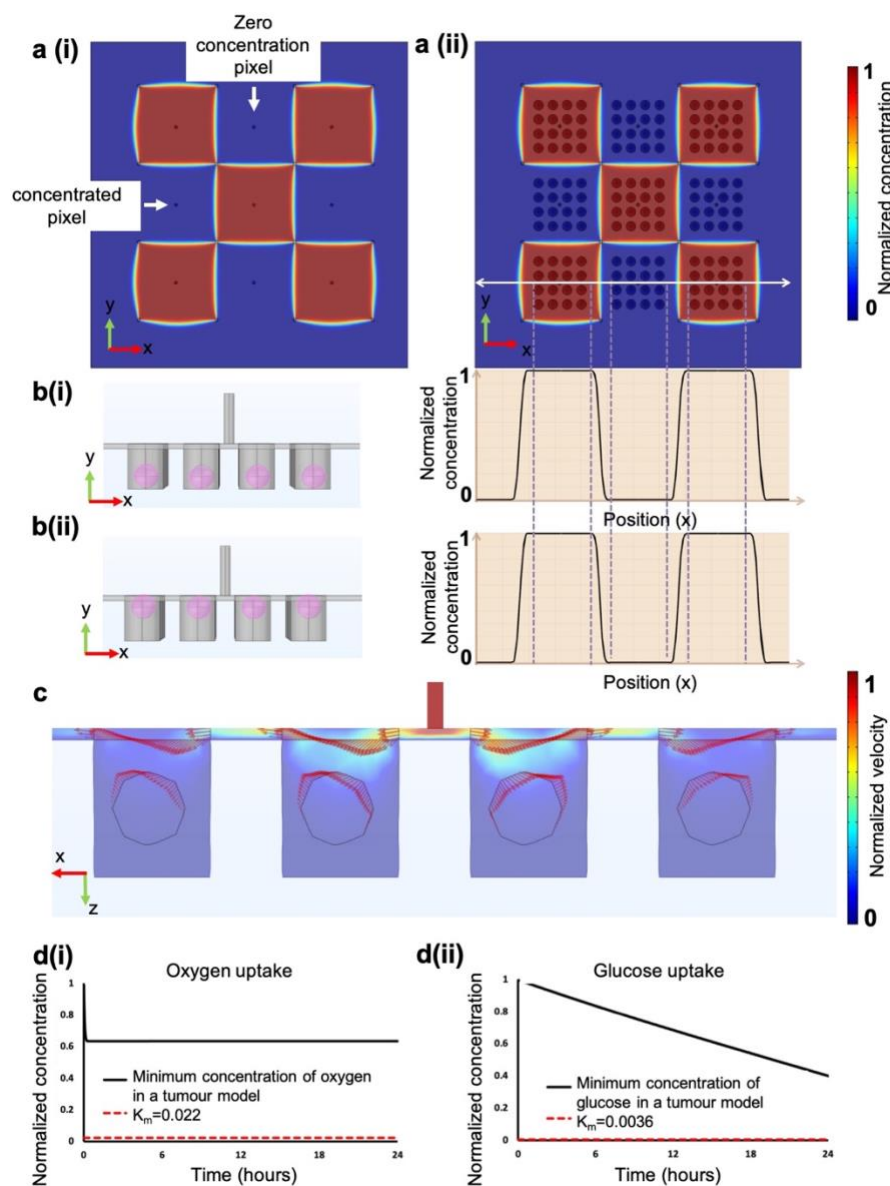 a (i)
Zero
concentration
pixel
concentrated
pixel
y
x
a (ii)
y
x
1
Normalized concentration
0
b(i)
y
x
b(ii)
y
x
Normalized
concentration
1
0
Position (x)
Normalized
concentration
1
0
Position (x)
c
x
z
1
Normalized velocity
0
d(i)
Oxygen uptake
Normalized concentration
1
0.8
0.6
0.4
0.2
0
Minimum concentration of oxygen
in a tumour model
Km=0.022
0
6
12
18
24
Time (hours)
d(ii)
Glucose uptake
Normalized concentration
1
0.8
0.6
0.4
0.2
0
Minimum concentration of
glucose in a tumour model
Km=0.0036
0
6
12
18
24
Time (hours)